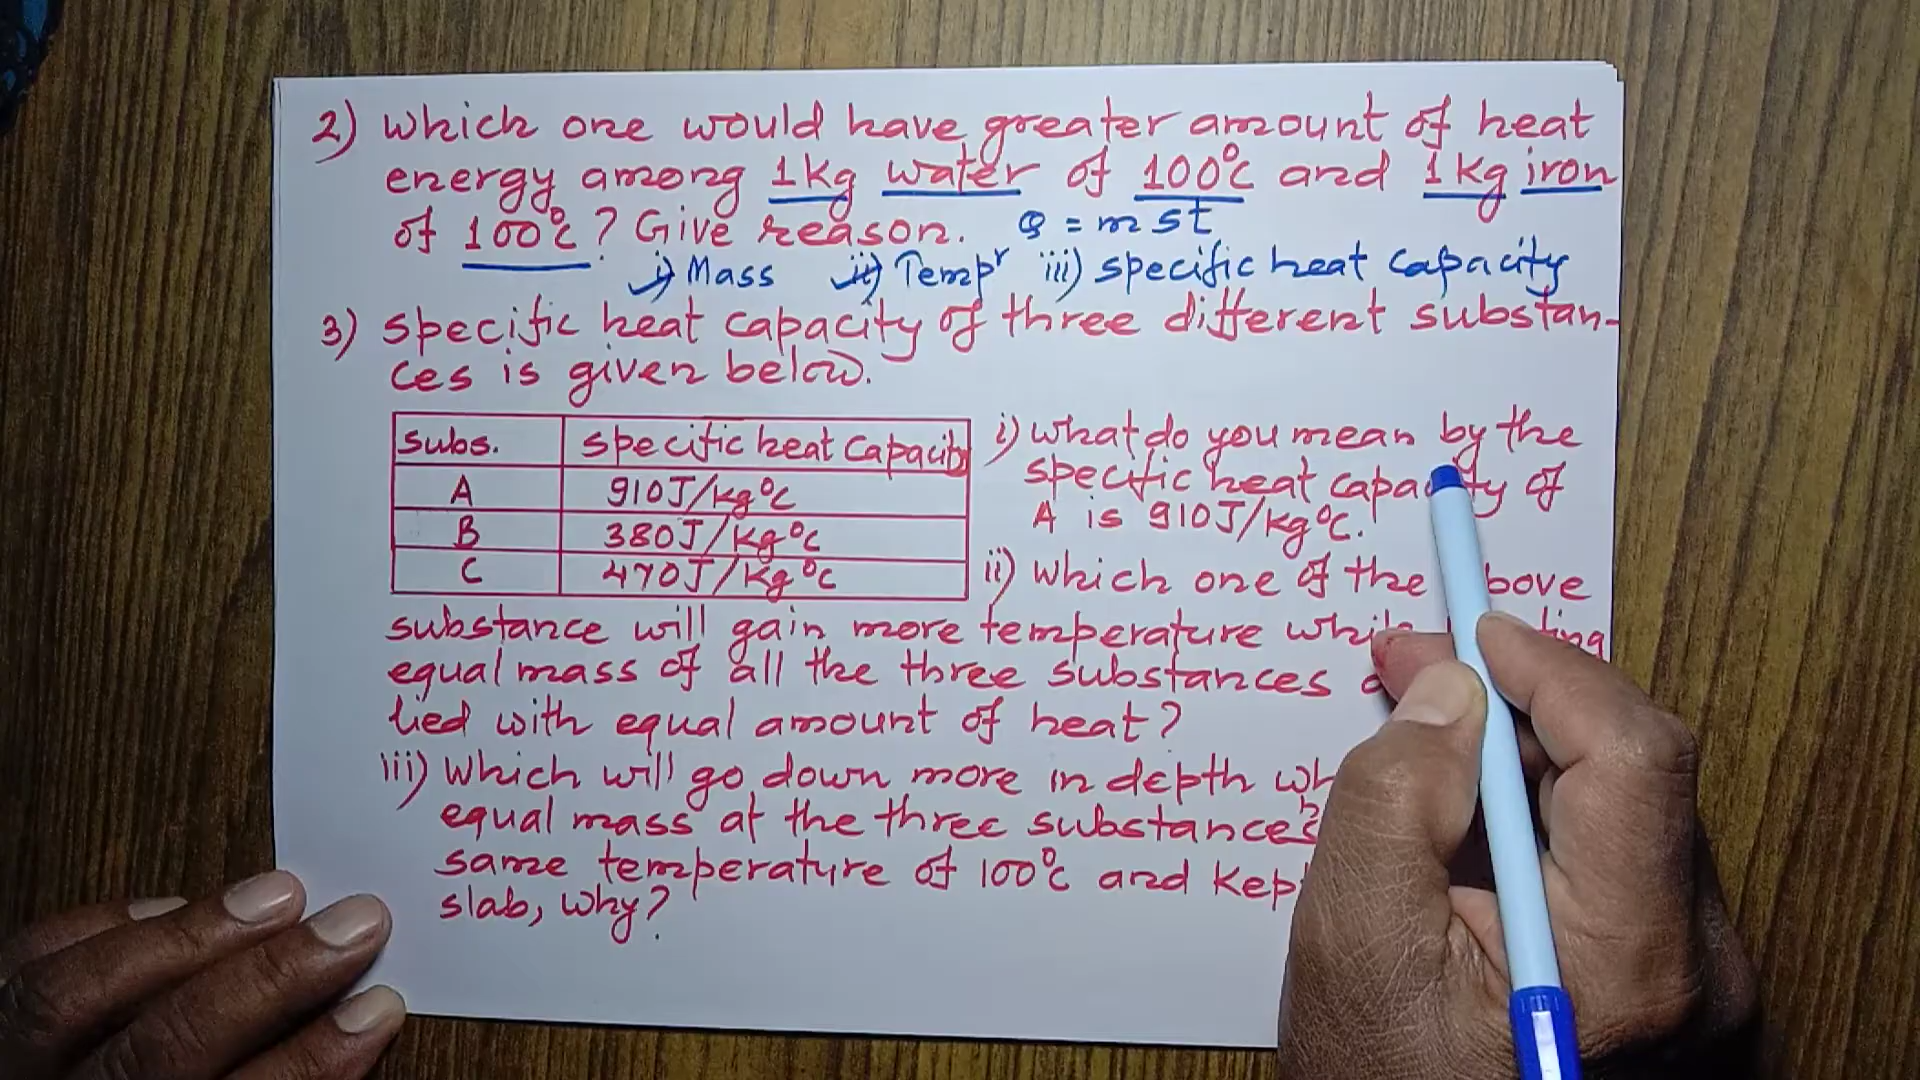 2) Which one would have greater amount of heat
energy among 1kg water of 100°C and 1kg iron
of 100°C? Give reason. Q = mst
i) Mass ii) Temp^r iii) specific heat capacity
3) Specific heat capacity of three different substan-
ces is given below.
Subs. Specific heat capacity
A 910J/kg°C
B 380J/kg°C
C 470J/kg°C
i) What do you mean by the
specific heat capacity of
A is 910J/kg°C.
ii) Which one of the above
substance will gain more temperature while
equal mass of all the three substances
lied with equal amount of heat?
iii) Which will go down more in depth
equal mass at the three substances
same temperature of 100°C and
slab, why?